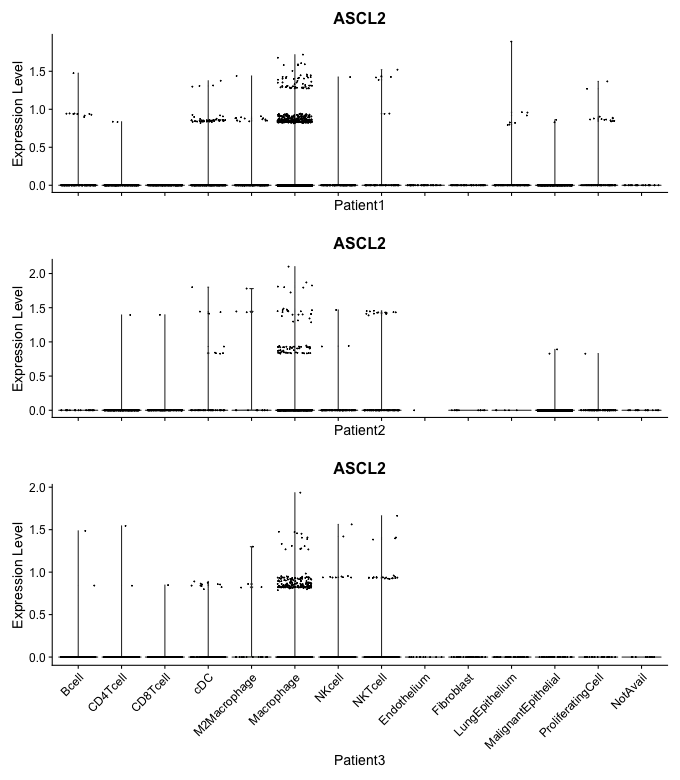 ASCL2
Expression Level
1.5
1.0
0.5
0.0
Patient1
ASCL2
Expression Level
2.0
1.5
1.0
0.5
0.0
Patient2
ASCL2
Expression Level
2.0
1.5
1.0
0.5
0.0
Bcell
CD4Tcell
CD8Tcell
cDC
M2Macrophage
Macrophage
NKcell
NKTcell
Endothelium
Fibroblast
LungEpithelium
MalignantEpithelial
ProliferatingCell
NotAvail
Patient3